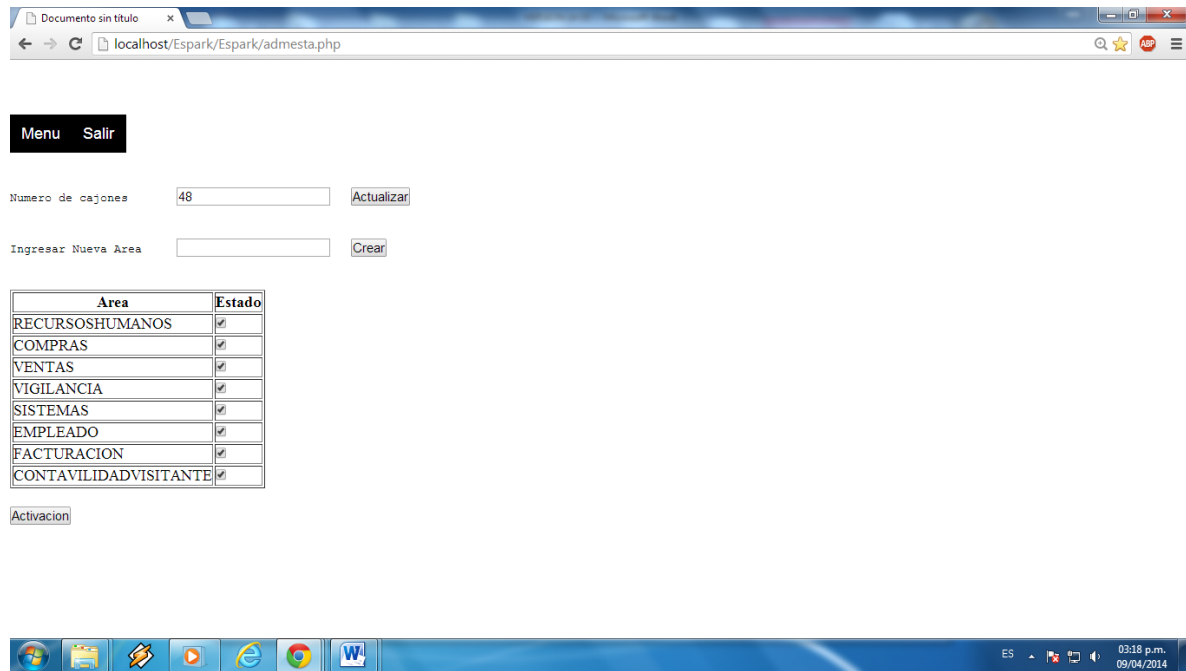 Documento sin título
localhost/Espark/Espark/admesta.php
ABP
Menu Salir
Numero de cajones 48 Actualizar
Ingresar Nueva Area Crear
Area Estado
RECURSOSHUMANOS
COMPRAS
VENTAS
VIGILANCIA
SISTEMAS
EMPLEADO
FACTURACION
CONTAVILIDADVISITANTE
Activacion
W
ES 03:18 p.m.
09/04/2014